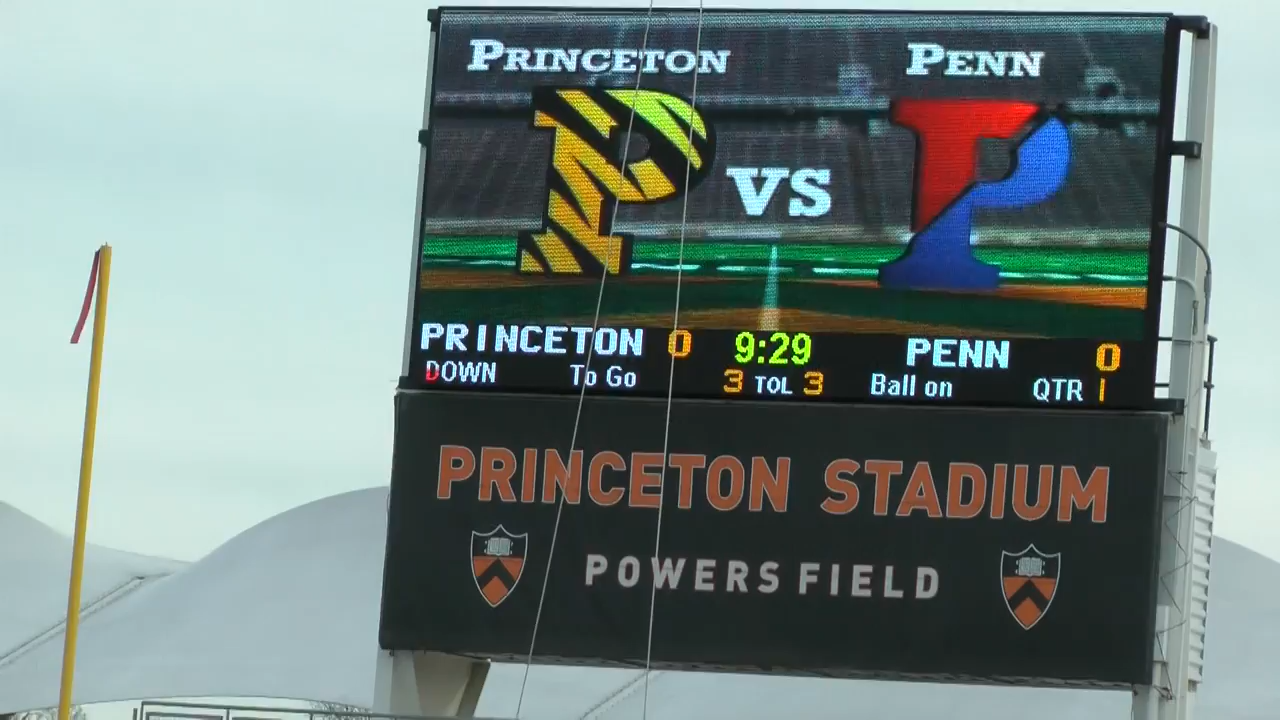 PRINCETON PENN
P VS P
PRINCETON 0 9:29 PENN 0
DOWN To Go 3 TOL 3 Ball on QTR 1
PRINCETON STADIUM
POWERS FIELD